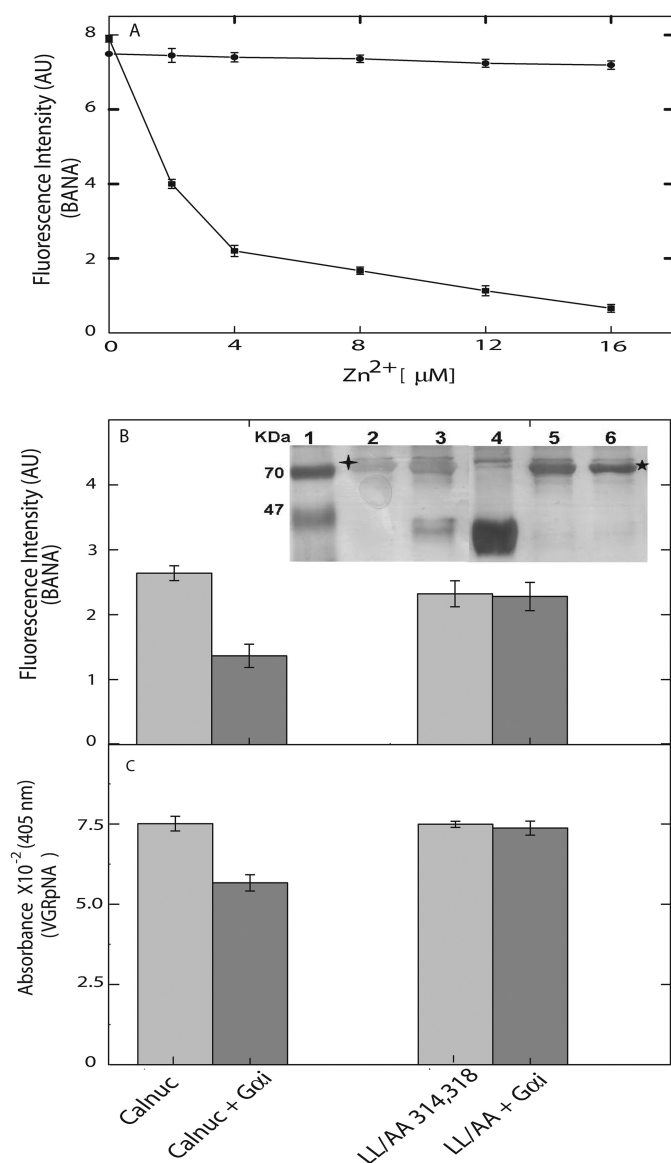 A
8
6
4
2
0
Fluorescence Intensity (AU)
(BANA)
0 4 8 12 16
Zn2+ [ μM]
B
KDa 1 2 3 4 5 6
70
47
4
3
2
1
0
Fluorescence Intensity (AU)
(BANA)
C
7.5
5.0
2.5
0
Absorbance X10-2 (405 nm)
(VGRpNA )
Calnuc
Calnuc + Gαi
LL/AA 314,318
LL/AA + Gαi